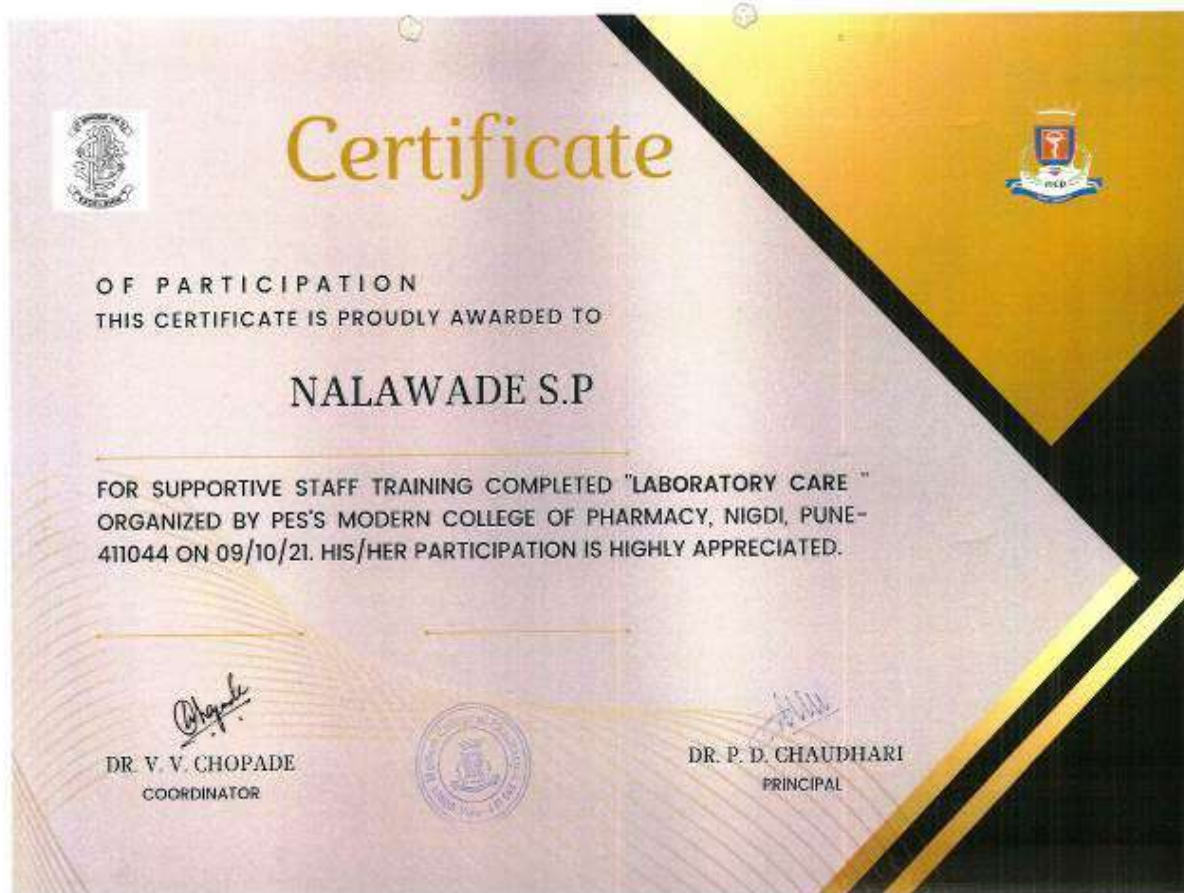 Certificate
OF PARTICIPATION
THIS CERTIFICATE IS PROUDLY AWARDED TO
NALAWADE S.P
FOR SUPPORTIVE STAFF TRAINING COMPLETED "LABORATORY CARE "
ORGANIZED BY PES'S MODERN COLLEGE OF PHARMACY, NIGDI, PUNE-
411044 ON 09/10/21. HIS/HER PARTICIPATION IS HIGHLY APPRECIATED.
DR. V. V. CHOPADE
COORDINATOR
DR. P. D. CHAUDHARI
PRINCIPAL